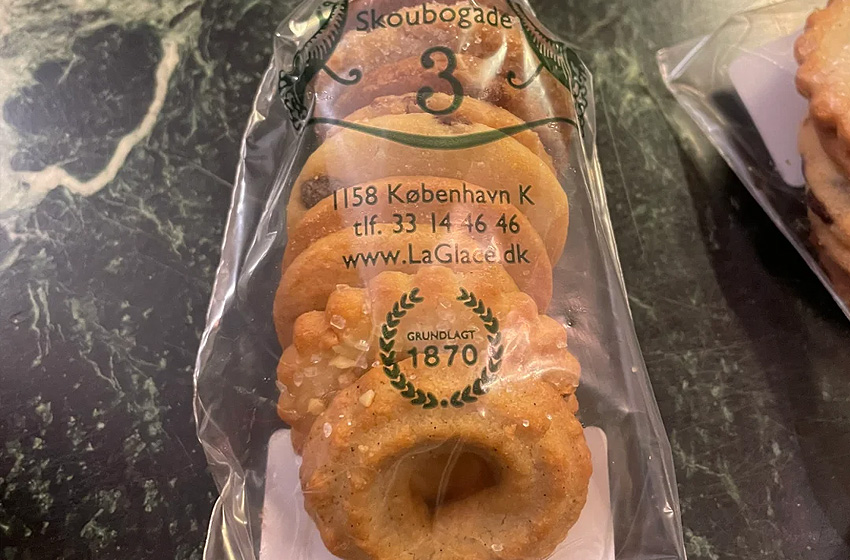 Skoubogade
3
1158 København K
tlf. 33 14 46 46
www.LaGlace.dk
GRUNDLAGT
1870